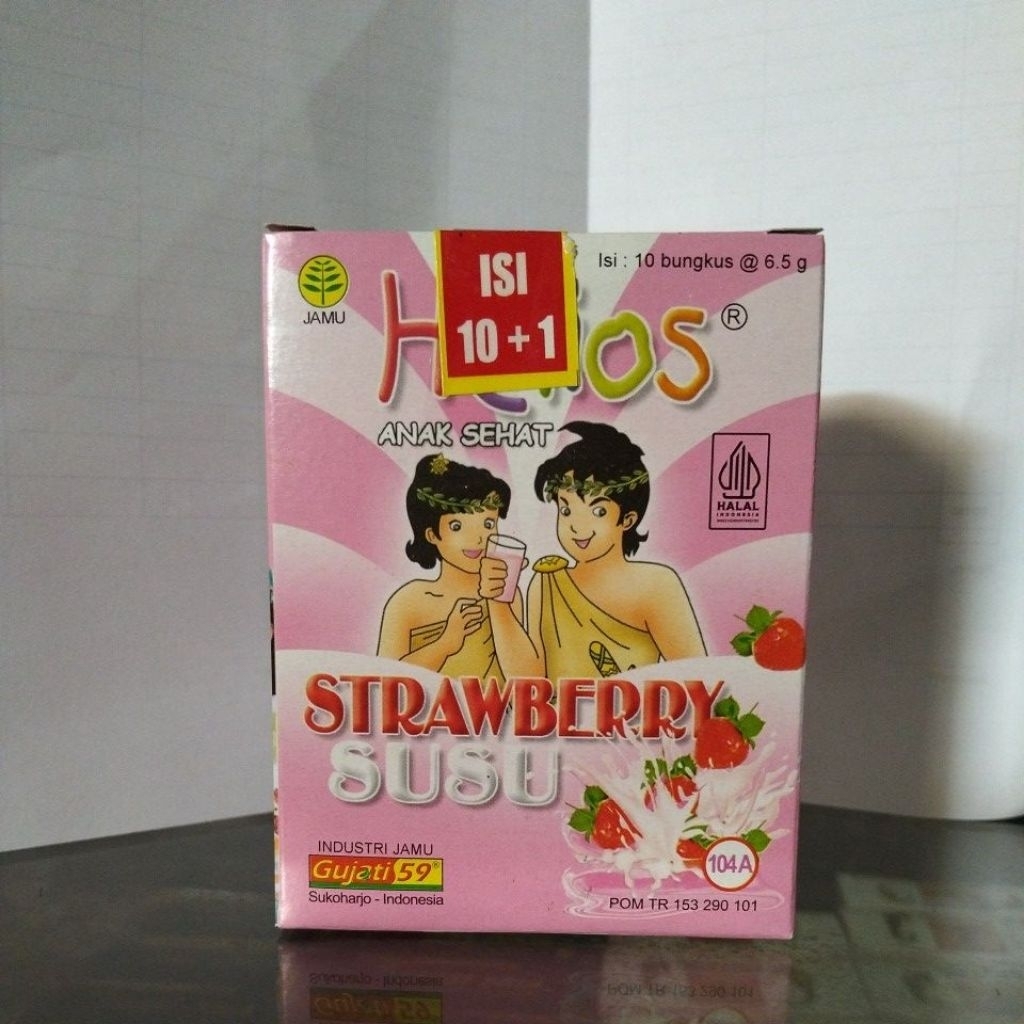 ISI
10 + 1
Isi : 10 bungkus @ 6.5 g
JAMU
®
ANAK SEHAT
HALAL
INDONESIA
STRAWBERRY
SUSU
INDUSTRI JAMU
Gujati 59®
Sukoharjo - Indonesia
104A
POM TR 153 290 101